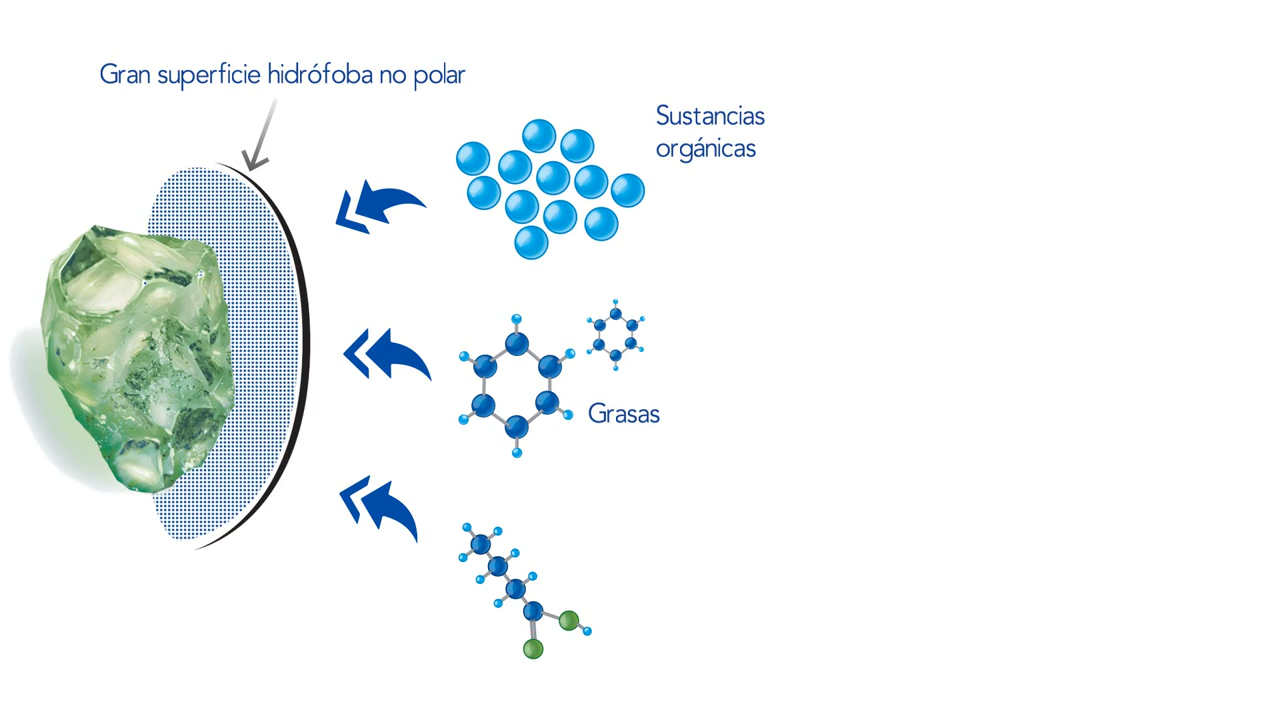 Gran superficie hidrófoba no polar
Sustancias
orgánicas
Grasas